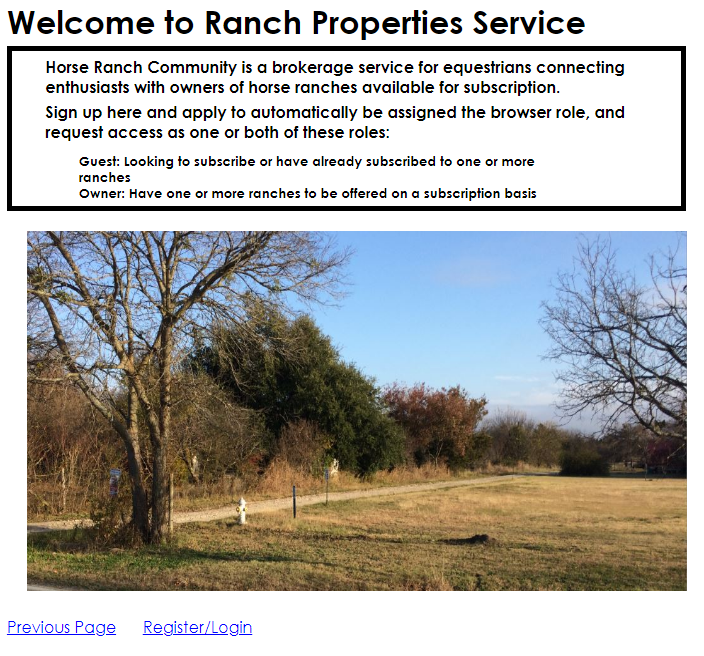 Welcome to Ranch Properties Service
Horse Ranch Community is a brokerage service for equestrians connecting
enthusiasts with owners of horse ranches available for subscription.
Sign up here and apply to automatically be assigned the browser role, and
request access as one or both of these roles:
Guest: Looking to subscribe or have already subscribed to one or more
ranches
Owner: Have one or more ranches to be offered on a subscription basis
Previous Page Register/Login